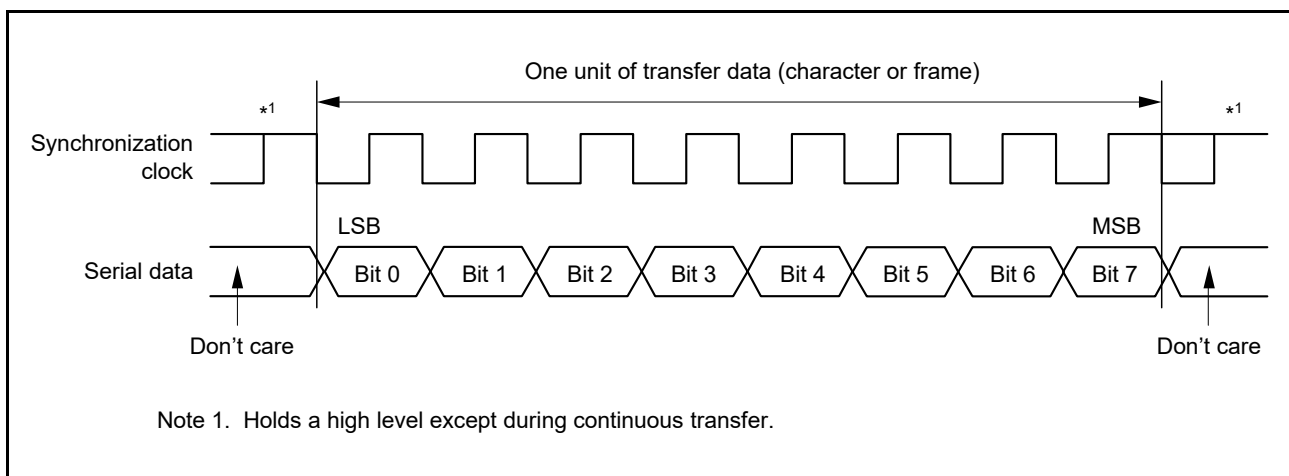 One unit of transfer data (character or frame)
*1
*1
Synchronization
clock
LSB
MSB
Serial data
Bit 0
Bit 1
Bit 2
Bit 3
Bit 4
Bit 5
Bit 6
Bit 7
Don’t care
Don’t care
Note 1. Holds a high level except during continuous transfer.